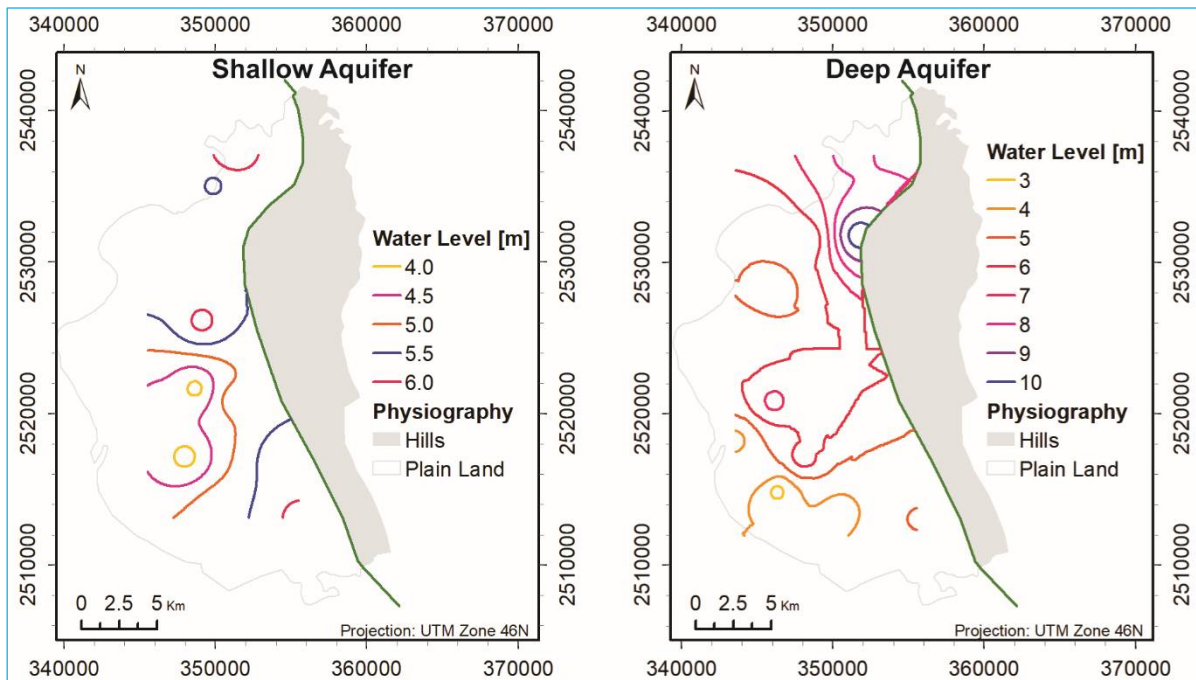 340000 350000 360000 370000
Shallow Aquifer
N
2540000
2530000
2520000
2510000
Water Level [m]
4.0
4.5
5.0
5.5
6.0
Physiography
Hills
Plain Land
0 2.5 5 Km
Projection: UTM Zone 46N
340000 350000 360000 370000
340000 350000 360000 370000
Deep Aquifer
N
2540000
2530000
2520000
2510000
Water Level [m]
3
4
5
6
7
8
9
10
Physiography
Hills
Plain Land
0 2.5 5 Km
Projection: UTM Zone 46N
2540000
2530000
2520000
2510000
340000 350000 360000 370000